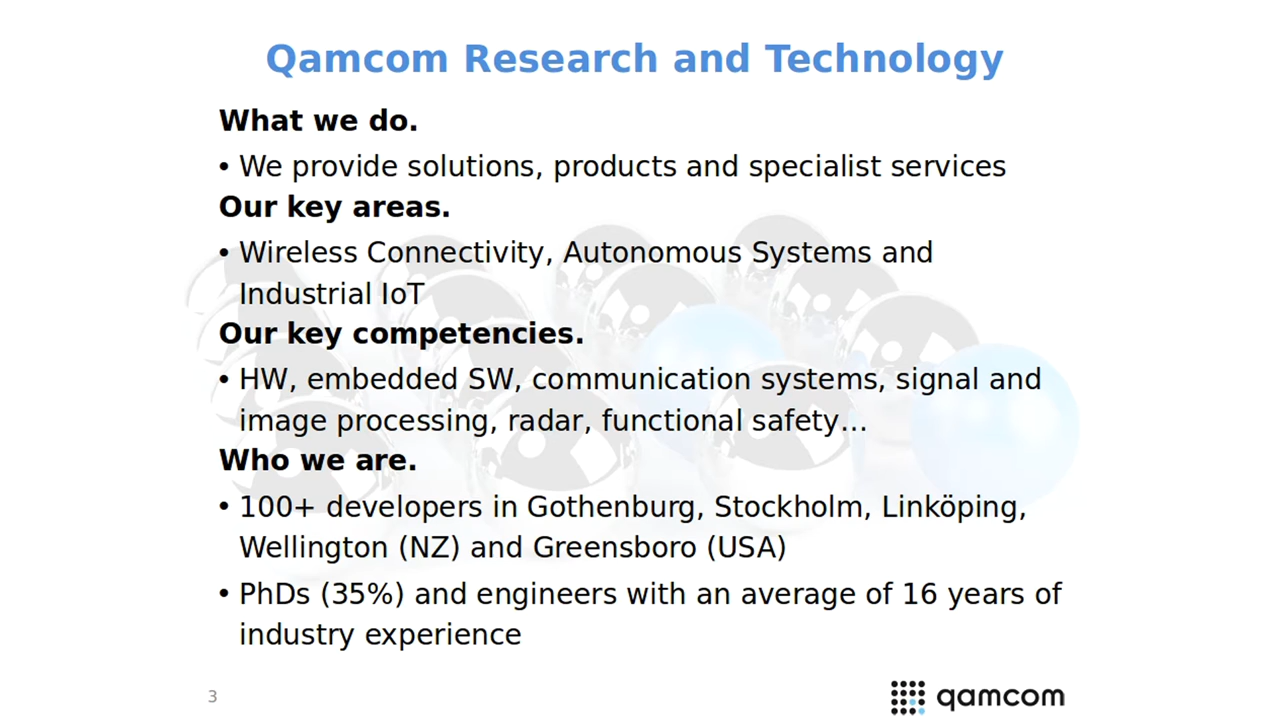 Qamcom Research and Technology
What we do.
• We provide solutions, products and specialist services
Our key areas.
• Wireless Connectivity, Autonomous Systems and
Industrial IoT
Our key competencies.
• HW, embedded SW, communication systems, signal and
image processing, radar, functional safety…
Who we are.
• 100+ developers in Gothenburg, Stockholm, Linköping,
Wellington (NZ) and Greensboro (USA)
• PhDs (35%) and engineers with an average of 16 years of
industry experience
3
qamcom